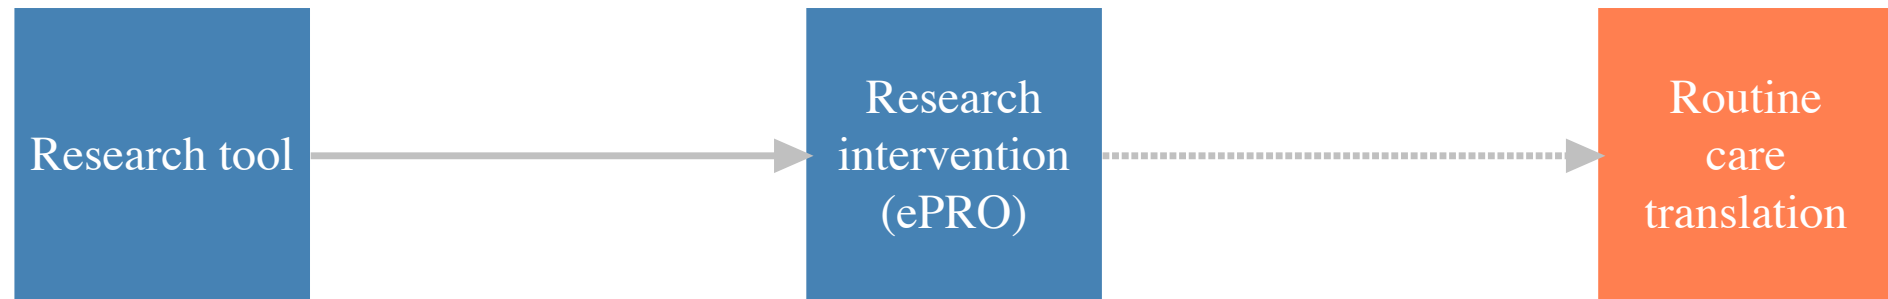 Research tool
Research
intervention
(ePRO)
Routine
care
translation